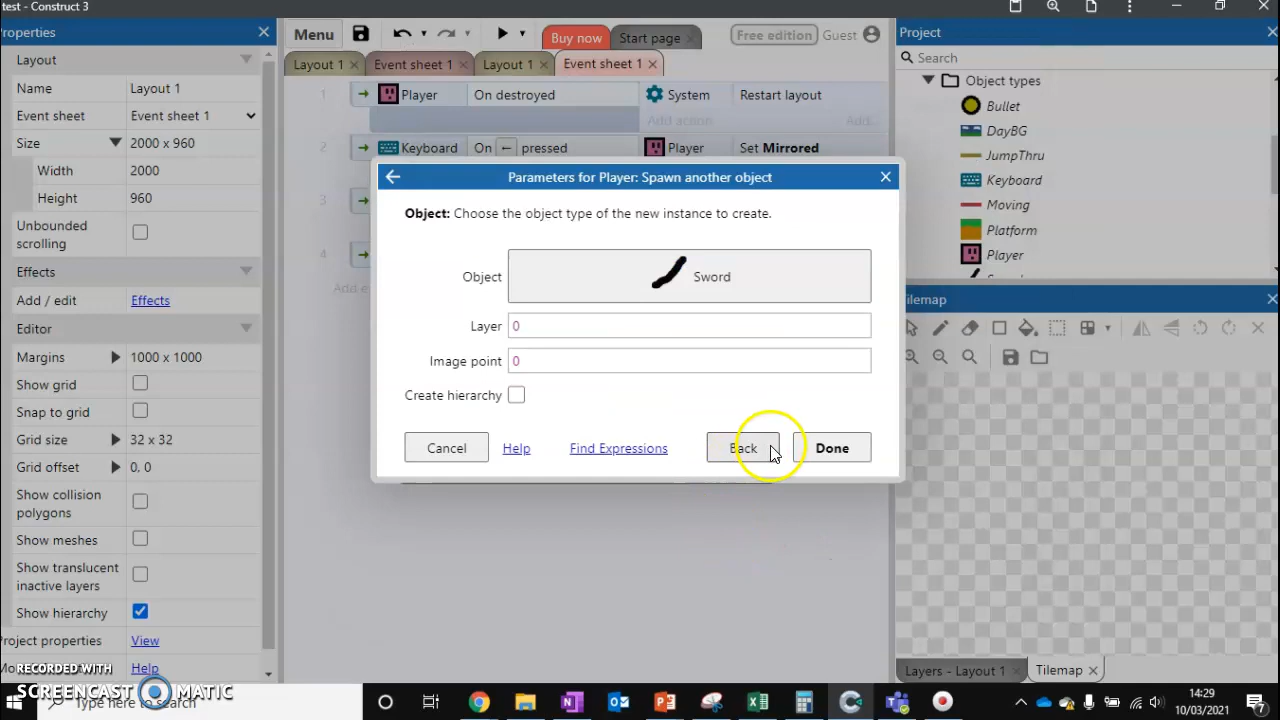 test - Construct 3
Properties
Layout
Name Layout 1
Event sheet Event sheet 1
Size 2000 x 960
Width 2000
Height 960
Unbounded
scrolling
Effects
Add / edit Effects
Editor
Margins 1000 x 1000
Show grid
Snap to grid
Grid size 32 x 32
Grid offset 0, 0
Show collision
polygons
Show meshes
Show translucent
inactive layers
Show hierarchy
Project properties View
Help
RECORDED WITH
SCREENCAST MATIC
Type here to search
Menu
Buy now
Start page
Free edition
Guest
Layout 1
Event sheet 1
Layout 1
Event sheet 1
1 Player On destroyed System Restart layout
Add action Add...
2 Keyboard On ← pressed Player Set Mirrored
3
4
Parameters for Player: Spawn another object
Object: Choose the object type of the new instance to create.
Object Sword
Layer 0
Image point 0
Create hierarchy
Cancel
Help
Find Expressions
Back
Done
Project
Search
Object types
Bullet
DayBG
JumpThru
Keyboard
Moving
Platform
Player
Tilemap
Layers - Layout 1
Tilemap
14:29
10/03/2021